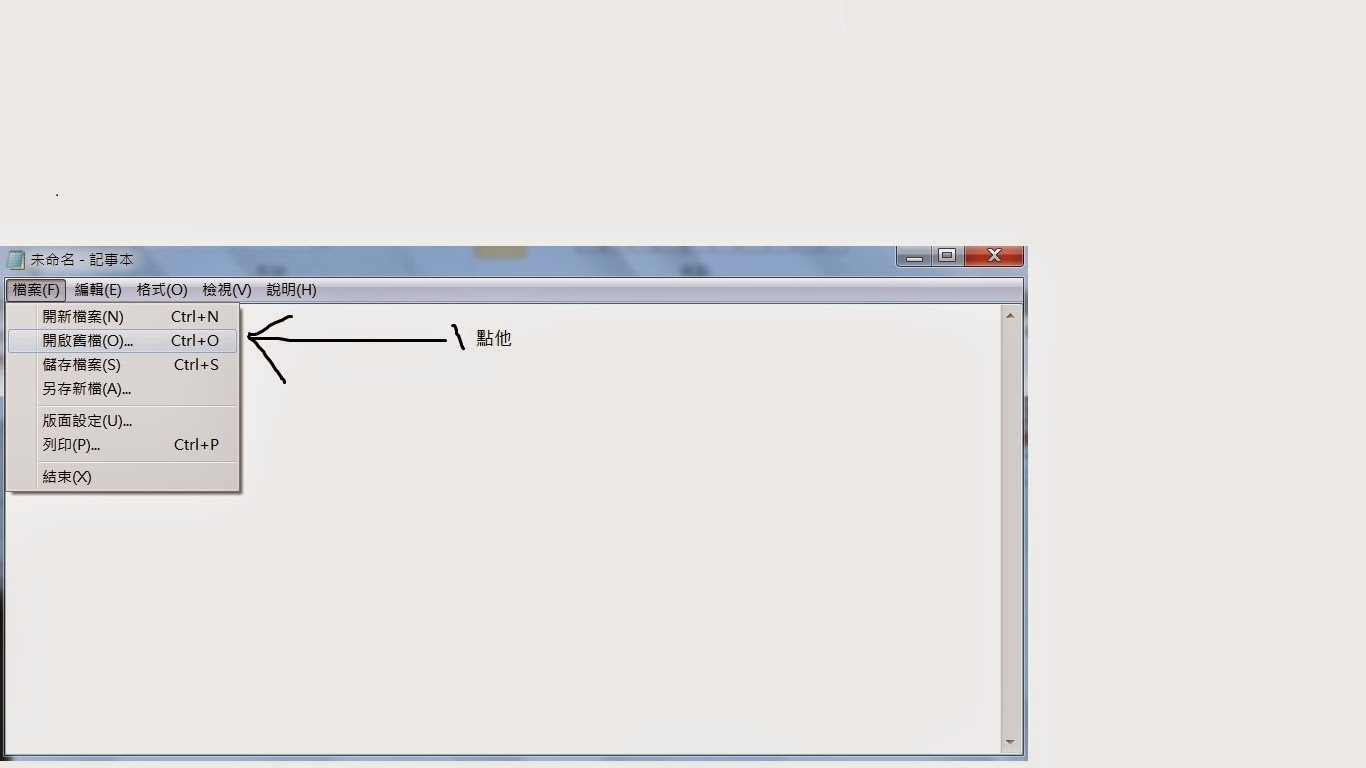 未命名 - 記事本
檔案(F) 編輯(E) 格式(O) 檢視(V) 說明(H)
開新檔案(N) Ctrl+N
開啟舊檔(O)... Ctrl+O
點他
儲存檔案(S) Ctrl+S
另存新檔(A)...
版面設定(U)...
列印(P)... Ctrl+P
結束(X)